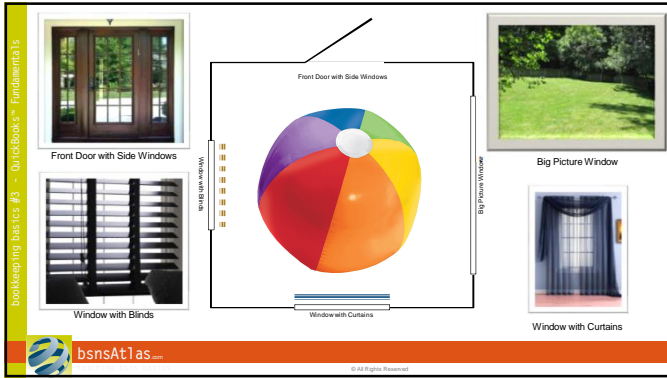 bookkeeping basics #3 - QuickBooks™ Fundamentals
Front Door with Side Windows
Front Door with Side Windows
Big Picture Window
Window with Blinds
Big Picture Window
Window with Blinds
Window with Curtains
Window with Curtains
bsnsAtlas.com
© All Rights Reserved